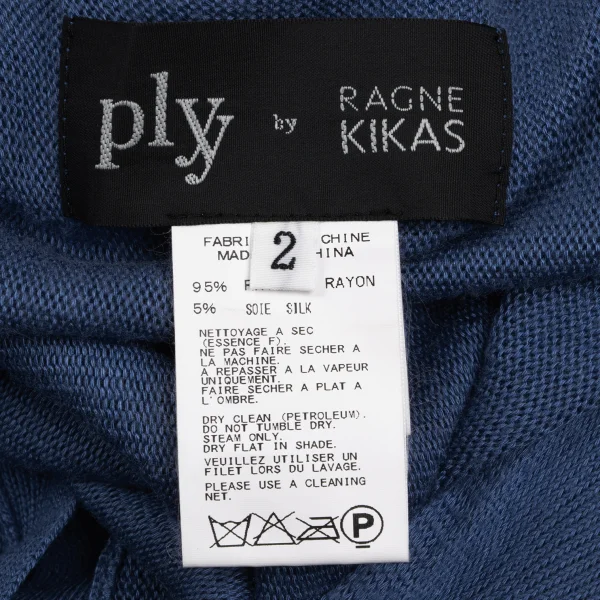 plyy by RAGNE
KIKAS
2
FABRI CHINE
MAD HINA
95% RAYON
5% SOIE SILK
NETTOYAGE A SEC
(ESSENCE F).
NE PAS FAIRE SECHER A
LA MACHINE.
A REPASSER A LA VAPEUR
UNIQUEMENT.
FAIRE SECHER A PLAT A
L'OMBRE.
DRY CLEAN (PETROLEUM).
DO NOT TUMBLE DRY.
STEAM ONLY.
DRY FLAT IN SHADE.
VEUILLEZ UTILISER UN
FILET LORS DU LAVAGE.
PLEASE USE A CLEANING
NET.
P